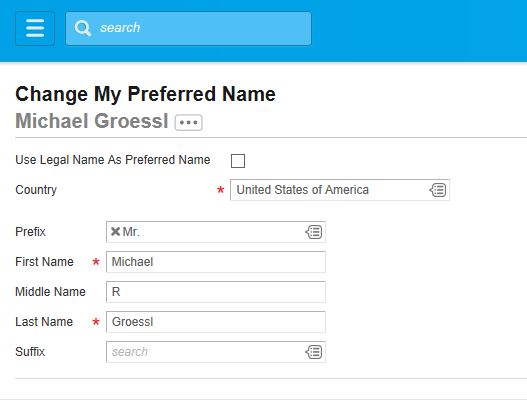 search
Change My Preferred Name
Michael Groessl
Use Legal Name As Preferred Name
Country * United States of America
Prefix Mr.
First Name * Michael
Middle Name R
Last Name * Groessl
Suffix search